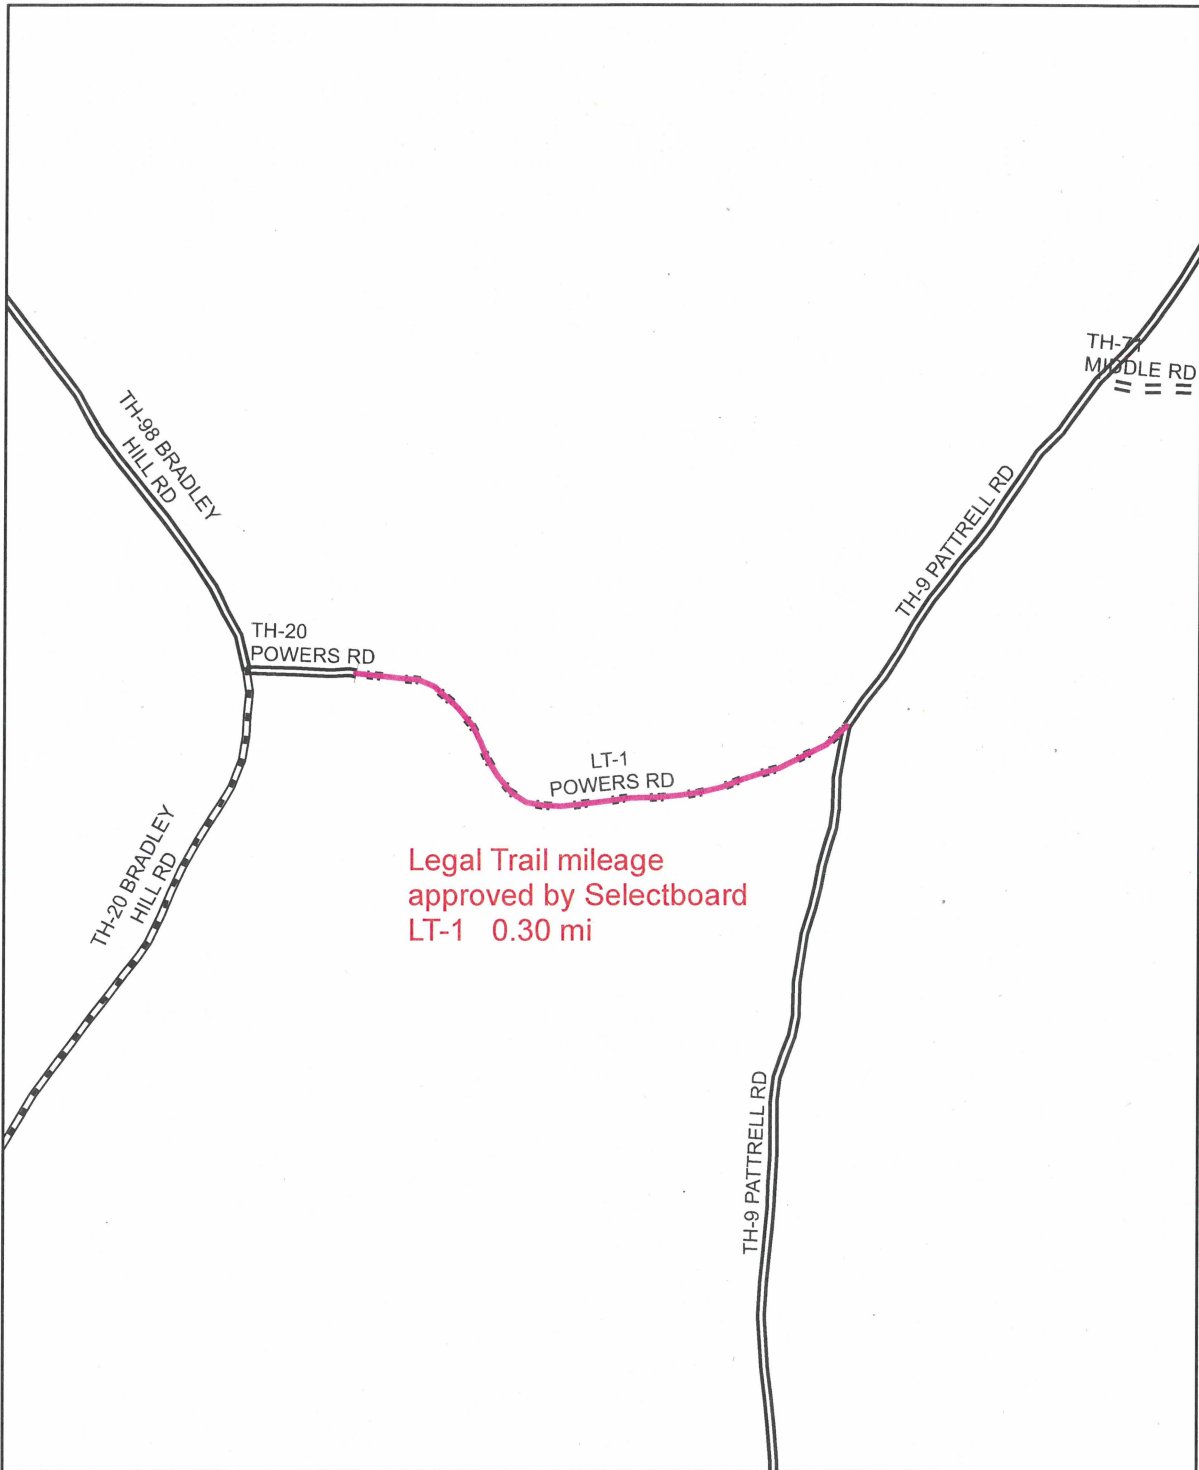 TH-71
MIDDLE RD
TH-98 BRADLEY
HILL RD
TH-9 PATTRELL RD
TH-20
POWERS RD
LT-1
POWERS RD
TH-20 BRADLEY
HILL RD
Legal Trail mileage
approved by Selectboard
LT-1 0.30 mi
TH-9 PATTRELL RD